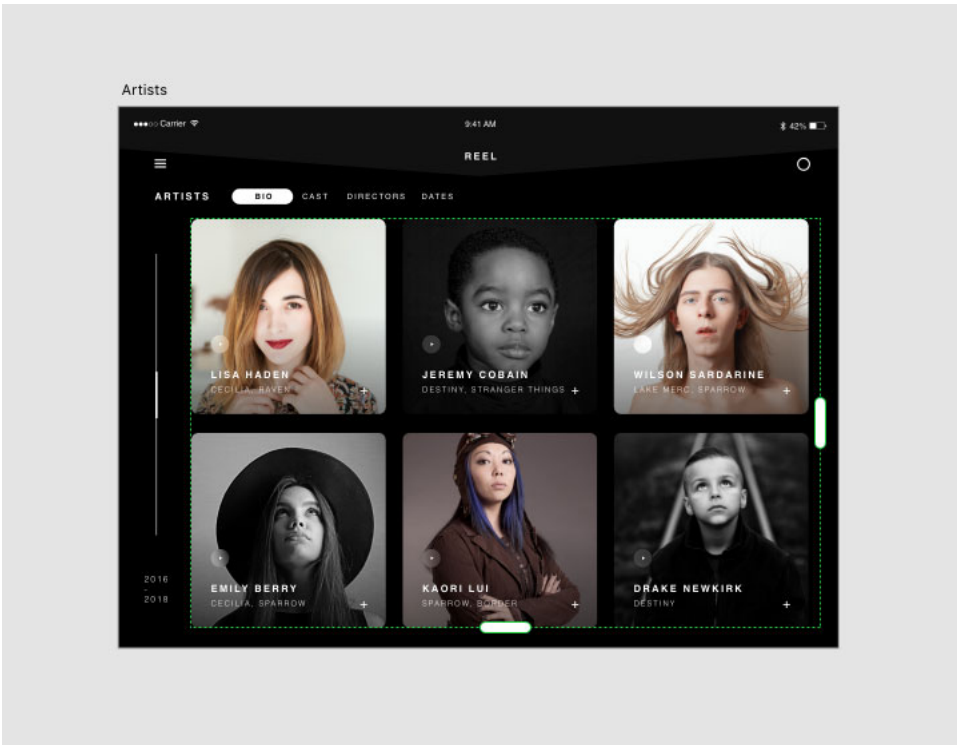 Artists
Carrier 9:41 AM 42%
REEL
ARTISTS BIO CAST DIRECTORS DATES
LISA HADEN
CECILIA, RAVEN
JEREMY COBAIN
DESTINY, STRANGER THINGS
WILSON SARDARINE
LAKE MERC, SPARROW
2016
-
2018
EMILY BERRY
CECILIA, SPARROW
KAORI LUI
SPARROW, BORDER
DRAKE NEWKIRK
DESTINY